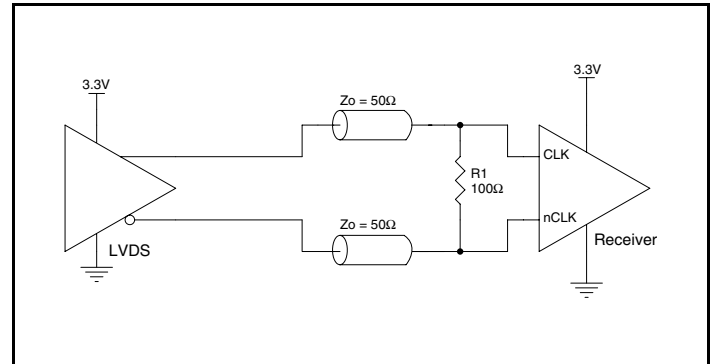 3.3V
3.3V
Zo = 50Ω
CLK
R1
100Ω
nCLK
Zo = 50Ω
Receiver
LVDS